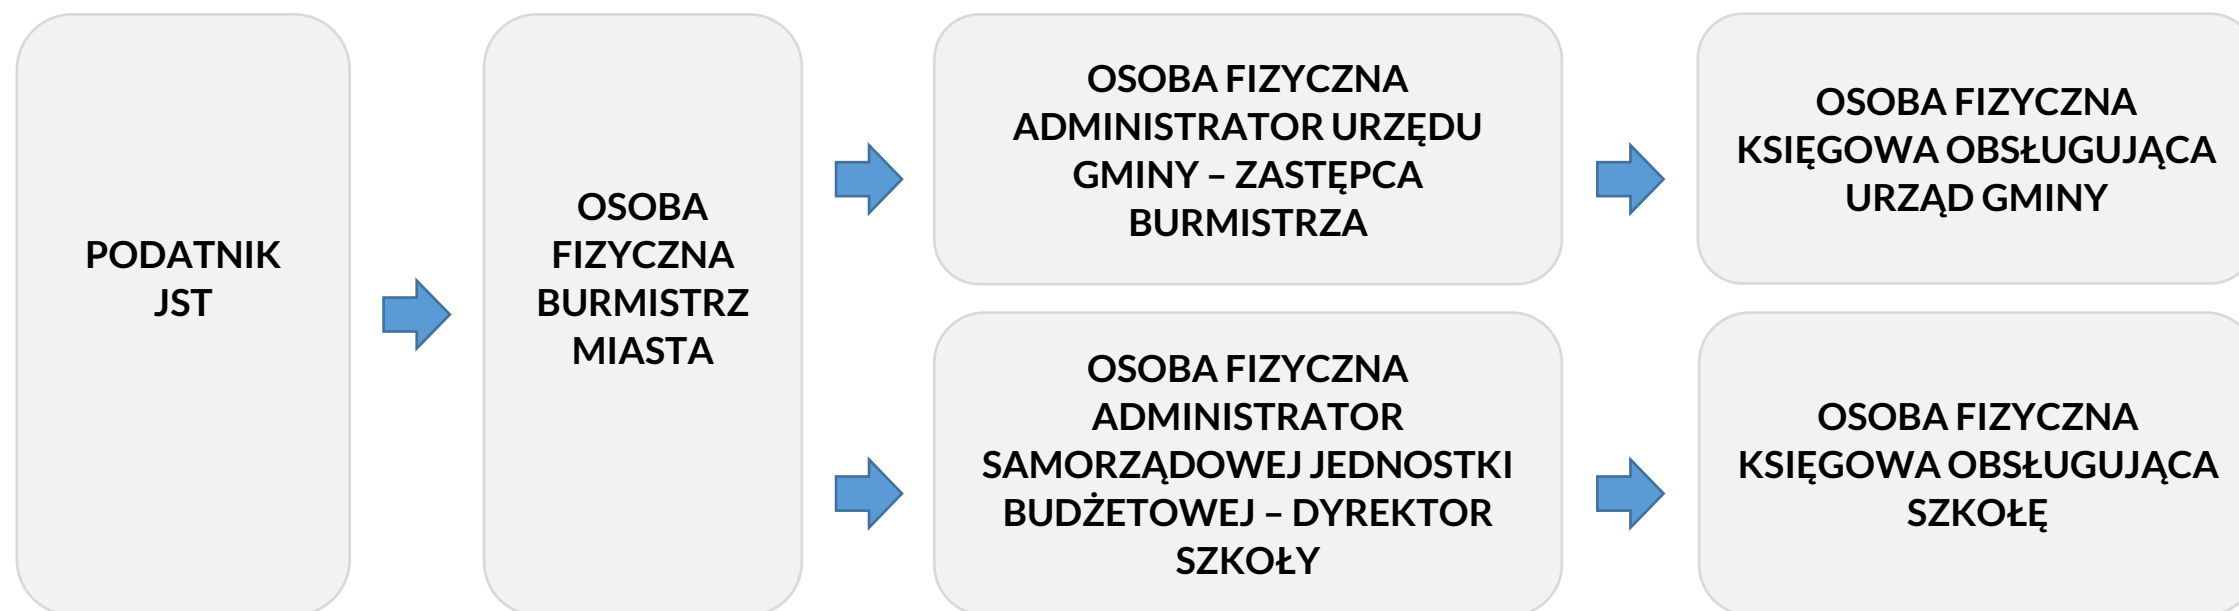 PODATNIK
JST
OSOBA
FIZYCZNA
BURMISTRZ
MIASTA
OSOBA FIZYCZNA
ADMINISTRATOR URZĘDU
GMINY – ZASTĘPCA
BURMISTRZA
OSOBA FIZYCZNA
KSIĘGOWA OBSŁUGUJĄCA
URZĄD GMINY
OSOBA FIZYCZNA
ADMINISTRATOR
SAMORZĄDOWEJ JEDNOSTKI
BUDŻETOWEJ – DYREKTOR
SZKOŁY
OSOBA FIZYCZNA
KSIĘGOWA OBSŁUGUJĄCA
SZKOŁĘ